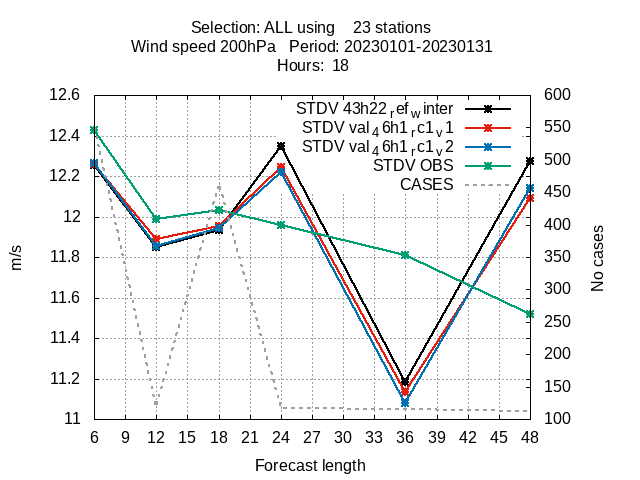 Selection: ALL using    23 stations
Wind speed 200hPa   Period: 20230101-20230131
Hours:  18
STDV 43h22ref_winter
STDV val_46h1_rc1_v1
STDV val_46h1_rc1_v2
STDV OBS
CASES
12.6
12.4
12.2
12
11.8
11.6
11.4
11.2
11
m/s
600
550
500
450
400
350
300
250
200
150
100
No cases
6 9 12 15 18 21 24 27 30 33 36 39 42 45 48
Forecast length